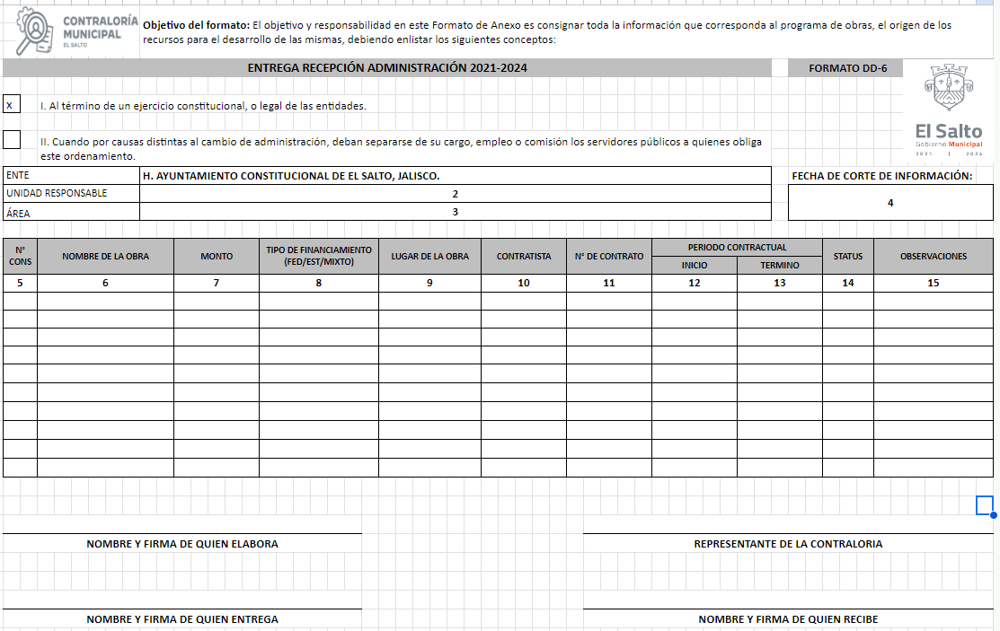 CONTRALORÍA
MUNICIPAL
EL SALTO
Objetivo del formato: El objetivo y responsabilidad en este Formato de Anexo es consignar toda la información que corresponda al programa de obras, el origen de los
recursos para el desarrollo de las mismas, debiendo enlistar los siguientes conceptos:
ENTREGA RECEPCIÓN ADMINISTRACIÓN 2021-2024
FORMATO DD-6
x
I. Al término de un ejercicio constitucional, o legal de las entidades.
II. Cuando por causas distintas al cambio de administración, deban separarse de su cargo, empleo o comisión los servidores públicos a quienes obliga
este ordenamiento.
El Salto
Gobierno Municipal
2021 | 2024
ENTE
H. AYUNTAMIENTO CONSTITUCIONAL DE EL SALTO, JALISCO.
UNIDAD RESPONSABLE
2
ÁREA
3
FECHA DE CORTE DE INFORMACIÓN:
4
N°
CONS
NOMBRE DE LA OBRA
MONTO
TIPO DE FINANCIAMIENTO
(FED/EST/MIXTO)
LUGAR DE LA OBRA
CONTRATISTA
N° DE CONTRATO
PERIODO CONTRACTUAL
INICIO
TERMINO
STATUS
OBSERVACIONES
5 6 7 8 9 10 11 12 13 14 15
NOMBRE Y FIRMA DE QUIEN ELABORA
REPRESENTANTE DE LA CONTRALORIA
NOMBRE Y FIRMA DE QUIEN ENTREGA
NOMBRE Y FIRMA DE QUIEN RECIBE